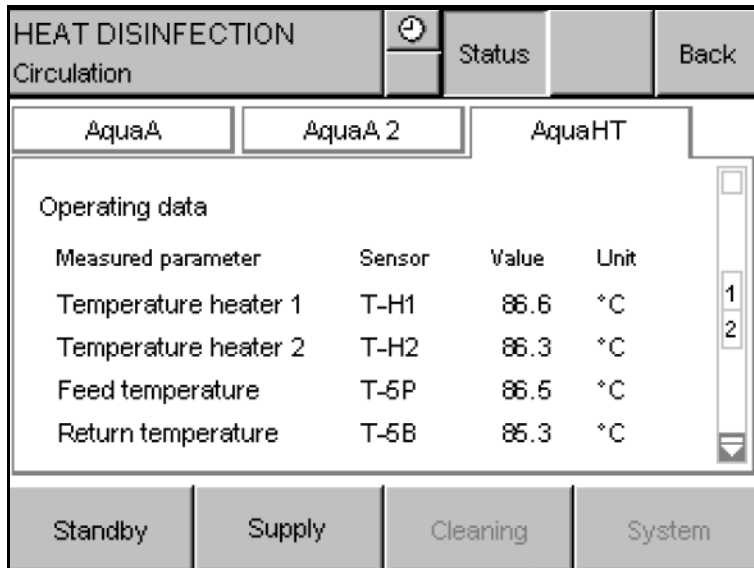 HEAT DISINFECTION
Circulation
Status
Back
AquaA
AquaA 2
AquaHT
Operating data
Measured parameter Sensor Value Unit
Temperature heater 1 T-H1 86.6 °C
Temperature heater 2 T-H2 86.3 °C
Feed temperature T-5P 86.5 °C
Return temperature T-5B 85.3 °C
1
2
Standby
Supply
Cleaning
System